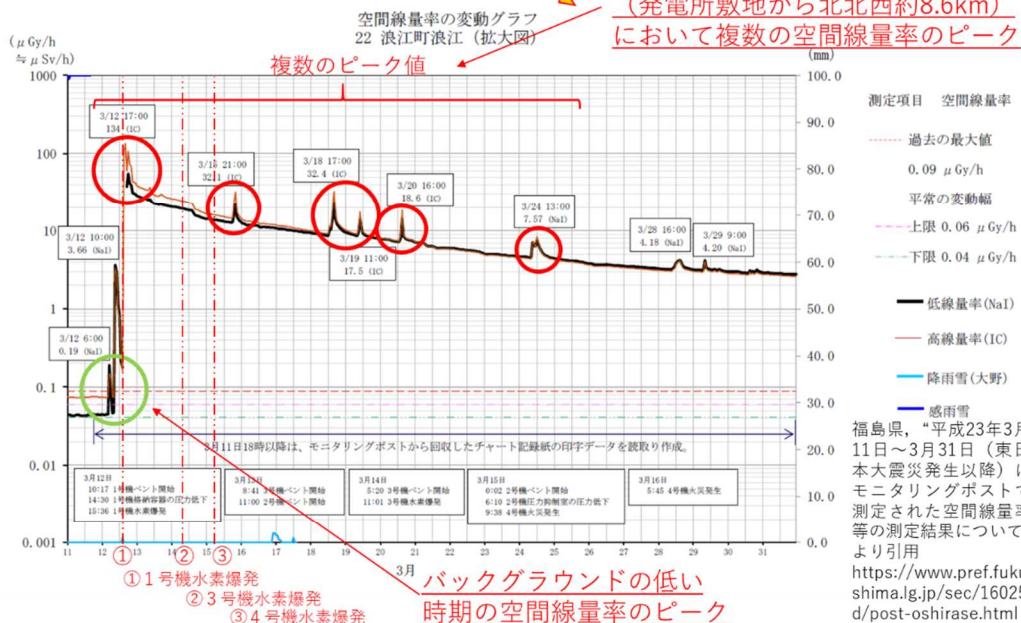 （発電所敷地から北北西約8.6km）
において複数の空間線量率のピーク
空間線量率の変動グラフ
22 浪江町浪江（拡大図）
(μGy/h
≒μSv/h)
(mm)
複数のピーク値
1000
100
10
1
0.1
0.01
0.001
100.0
90.0
80.0
70.0
60.0
50.0
40.0
30.0
20.0
10.0
0.0
3/12 17:00
134 (IC)
21:00
32.1 (IC)
3/18 17:00
32.4 (IC)
3/20 16:00
18.6 (IC)
3/24 13:00
7.57 (NaI)
3/12 10:00
3.66 (NaI)
3/19 11:00
17.5 (IC)
3/28 16:00
4.18 (NaI)
3/29 9:00
4.20 (NaI)
3/12 6:00
0.19 (NaI)
測定項目 空間線量率
過去の最大値
0.09 μGy/h
平常の変動幅
上限 0.06 μGy/h
下限 0.04 μGy/h
低線量率(NaI)
高線量率(IC)
降雨雪(大野)
感雨雪
3月11日18時以降は、モニタリングポストから回収したチャート記録紙の印字データを読取り作成。
3月12日
10:17 1号機ベント開始
14:30 1号機格納容器の圧力低下
15:36 1号機水素爆発
3月13日
8:41 3号機ベント開始
11:00 2号機ベント開始
3月14日
5:20 3号機ベント開始
11:01 3号機水素爆発
3月15日
0:02 2号機ベント開始
6:10 2号機圧力抑制室の圧力低下
9:38 4号機火災発生
3月16日
5:45 4号機火災発生
11 12 13 14 15 16 17 18 19 20 21 22 23 24 25 26 27 28 29 30 31
3月
① ② ③
①1号機水素爆発
②3号機水素爆発
③4号機水素爆発
バックグラウンドの低い
時期の空間線量率のピーク
福島県，“平成23年3月
11日～3月31日（東日
本大震災発生以降）に
モニタリングポストで
測定された空間線量率
等の測定結果について”
より引用
https://www.pref.fuku
shima.lg.jp/sec/16025
d/post-oshirase.html